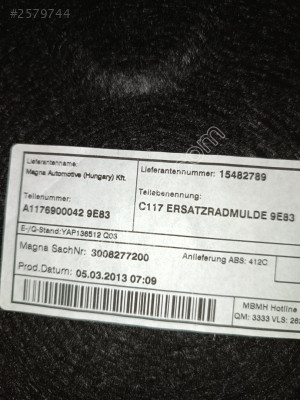 #2579744
Lieferantenname:
Magna Automotive (Hungary) Kft.
Lieferantennummer: 15482789
Teilenummer:
A1176900042 9E83
Teilebenennung:
C117 ERSATZRADMULDE 9E83
E-/Q-Stand:YAP136512 Q03
Magna SachNr: 3008277200
Anlieferung ABS: 412C
Prod.Datum: 05.03.2013 07:09
MBMH Hotline
QM: 3333 VLS: 262